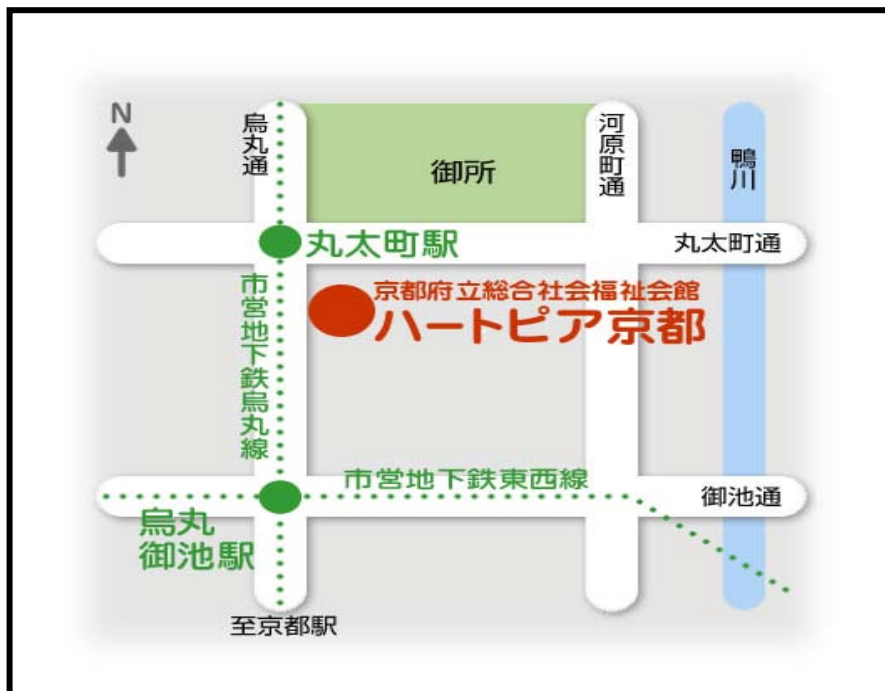 N
烏丸通
御所
河原町通
鴨川
丸太町駅
丸太町通
京都府立総合社会福祉会館
ハートピア京都
市営地下鉄烏丸線
市営地下鉄東西線
御池通
烏丸
御池駅
至京都駅